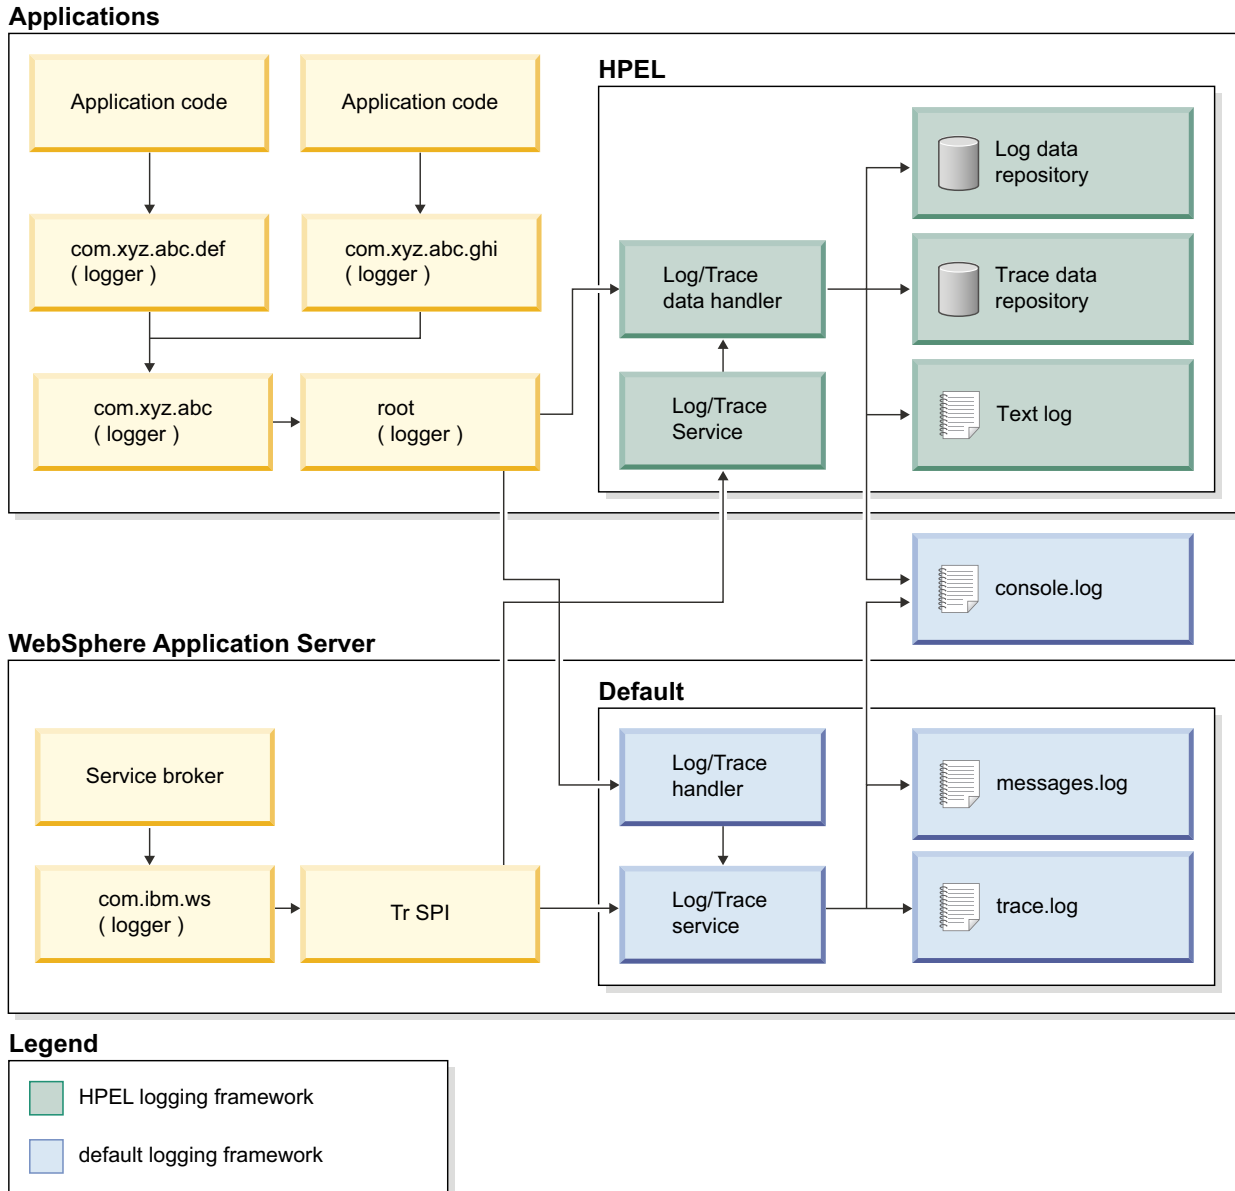 Applications
Application code
Application code
com.xyz.abc.def
( logger )
com.xyz.abc.ghi
( logger )
com.xyz.abc
( logger )
root
( logger )
HPEL
Log/Trace
data handler
Log/Trace
Service
Log data
repository
Trace data
repository
Text log
console.log
WebSphere Application Server
Service broker
com.ibm.ws
( logger )
Tr SPI
Default
Log/Trace
handler
Log/Trace
service
messages.log
trace.log
Legend
HPEL logging framework
default logging framework